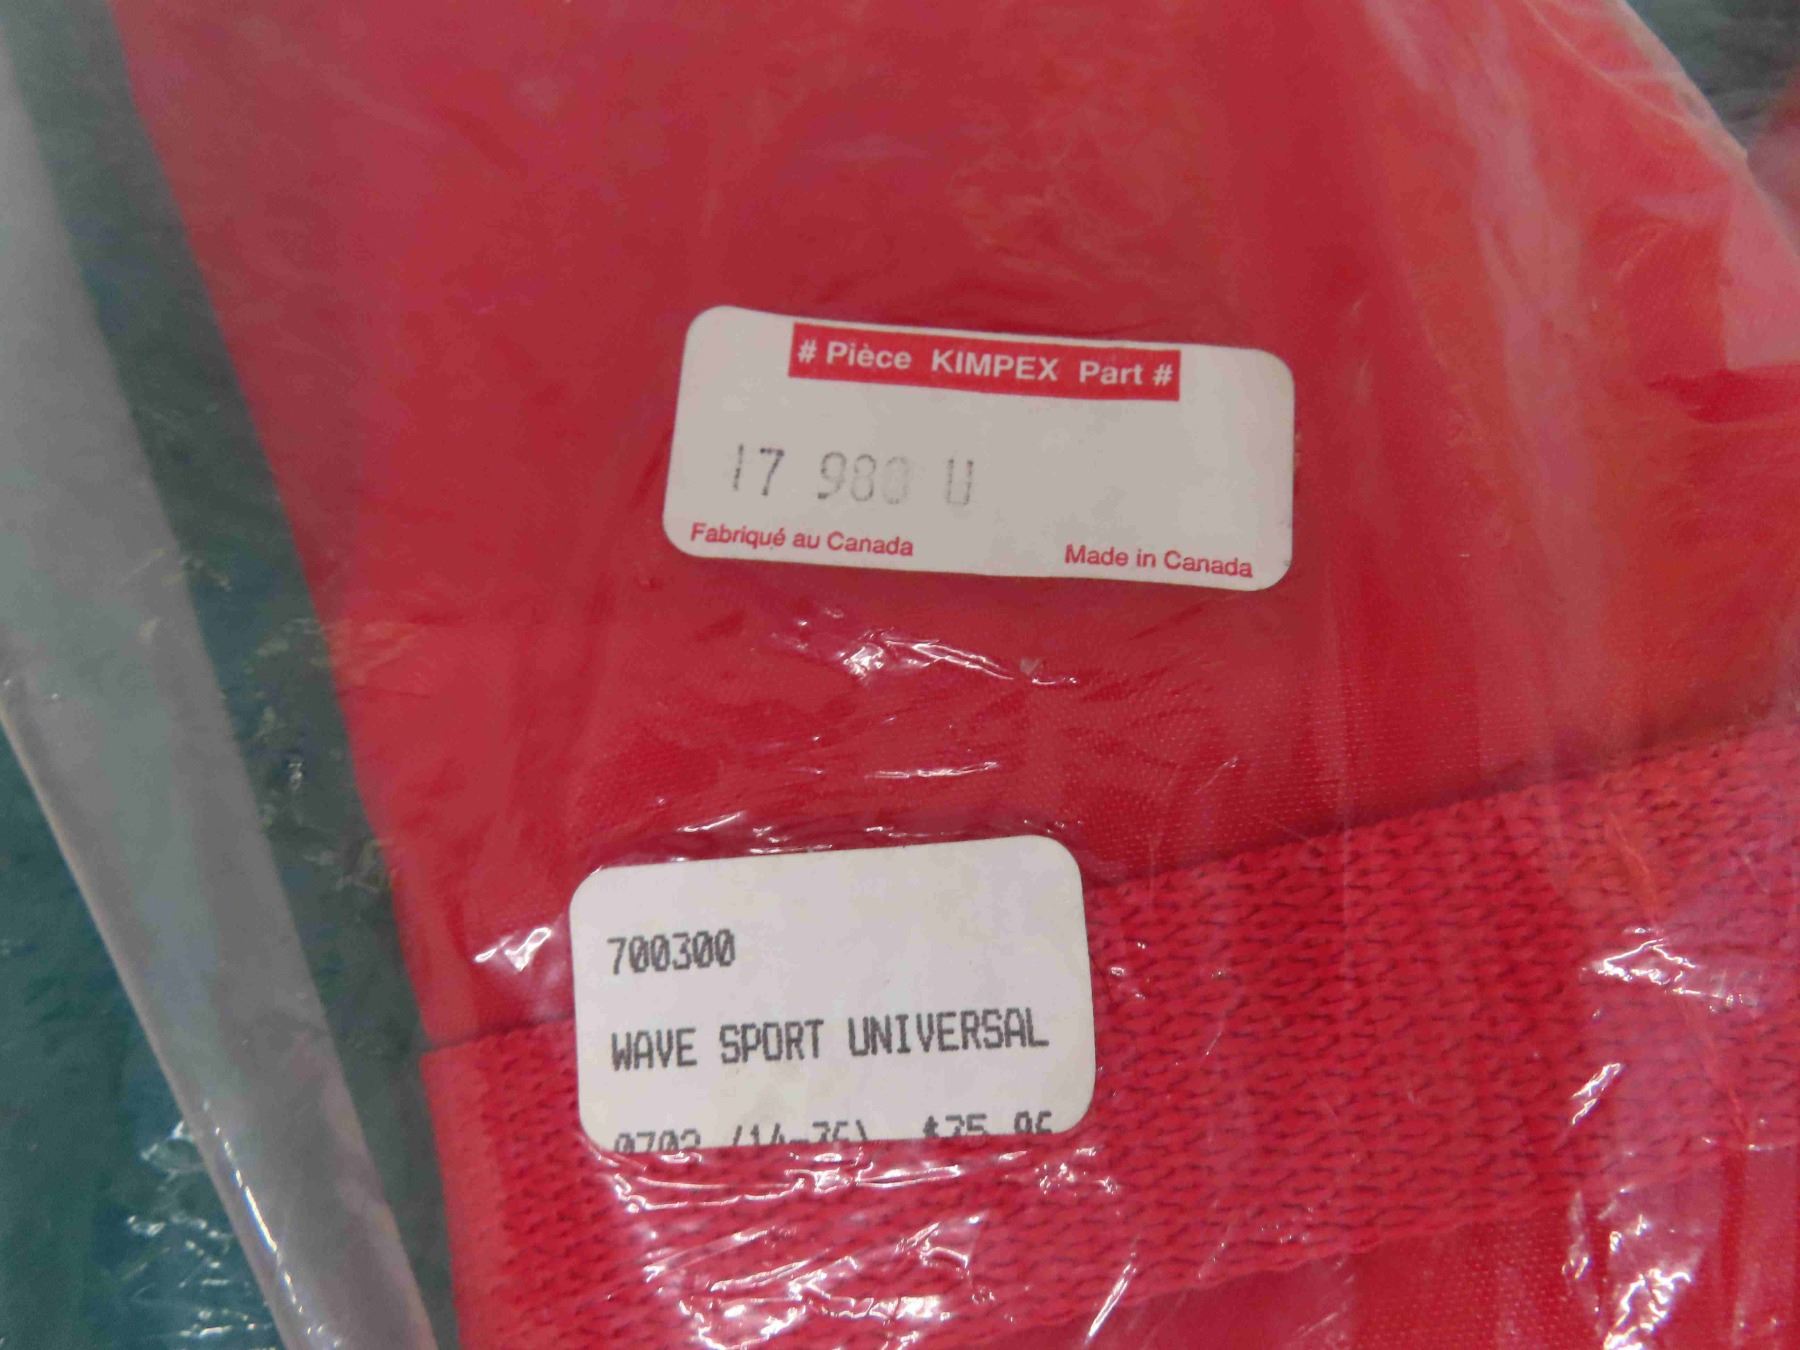 # Pièce KIMPEX Part #
17 980 U
Fabriqué au Canada Made in Canada
700300
WAVE SPORT UNIVERSAL